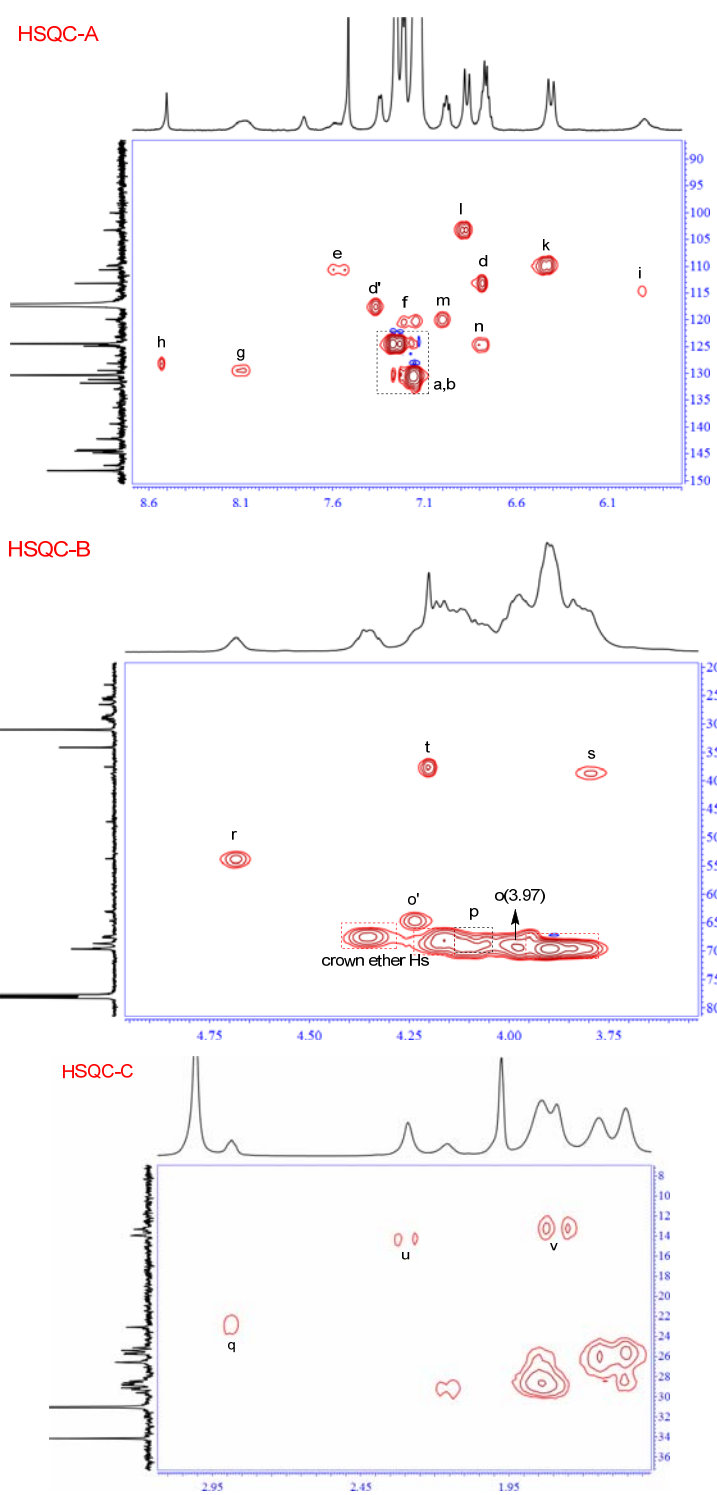 HSQC-A
90
95
l
100
105
e
d
k
110
i
d'
115
f
m
120
n
h
g
125
130
a,b
135
140
145
150
8.6
8.1
7.6
7.1
6.6
6.1
HSQC-B
20
25
30
t
s
35
40
45
r
50
55
o'
p
o(3.97)
60
65
crown ether Hs
70
75
80
4.75
4.50
4.25
4.00
3.75
HSQC-C
8
10
12
14
u
v
16
18
20
22
q
24
26
28
30
32
34
36
2.95
2.45
1.95